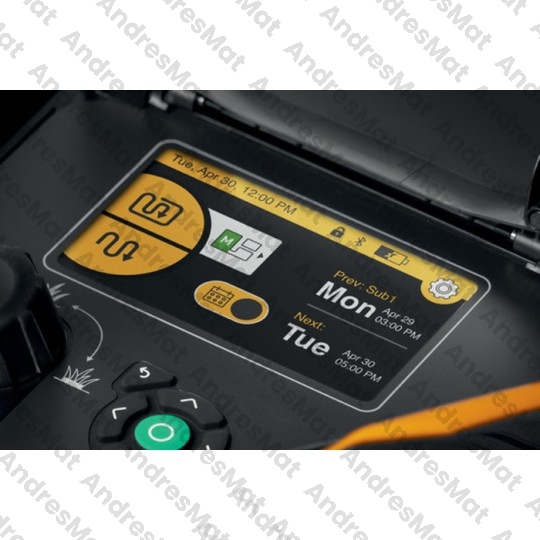 Tue, Apr 30, 12:00 PM
M
Prev: Sub1
Mon Apr 29
03:00 PM
Next:
Tue Apr 30
05:00 PM
AndresMat